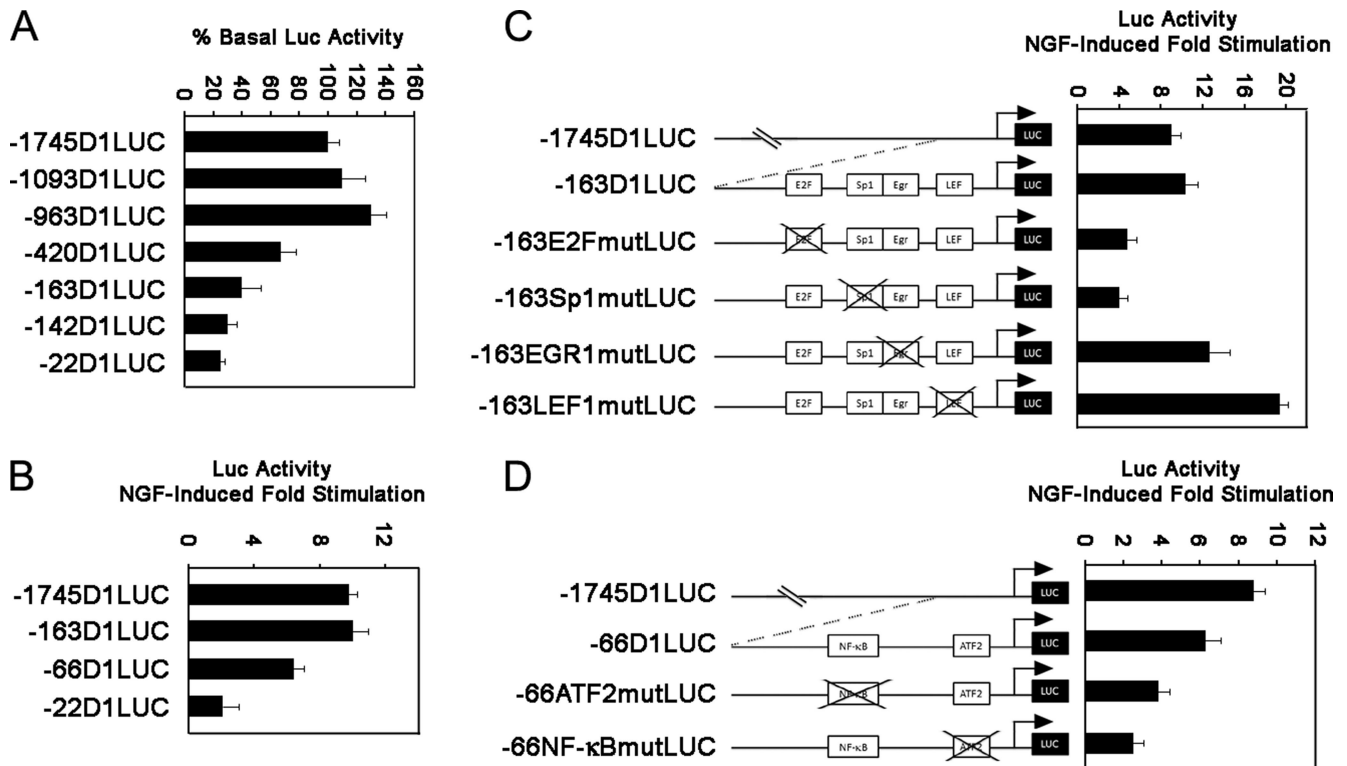 A
% Basal Luc Activity
0 20 40 60 80 100 120 140 160
-1745D1LUC
-1093D1LUC
-963D1LUC
-420D1LUC
-163D1LUC
-142D1LUC
-22D1LUC
B
Luc Activity
NGF-Induced Fold Stimulation
0 4 8 12
-1745D1LUC
-163D1LUC
-66D1LUC
-22D1LUC
C
Luc Activity
NGF-Induced Fold Stimulation
0 4 8 12 16 20
-1745D1LUC LUC
-163D1LUC E2F Sp1 Egr LEF LUC
-163E2FmutLUC E2F Sp1 Egr LEF LUC
-163Sp1mutLUC E2F Sp1 Egr LEF LUC
-163EGR1mutLUC E2F Sp1 Egr LEF LUC
-163LEF1mutLUC E2F Sp1 Egr LEF LUC
D
Luc Activity
NGF-Induced Fold Stimulation
0 2 4 6 8 10 12
-1745D1LUC LUC
-66D1LUC NF-κB ATF2 LUC
-66ATF2mutLUC NF-κB ATF2 LUC
-66NF-κBmutLUC NF-κB ATF2 LUC